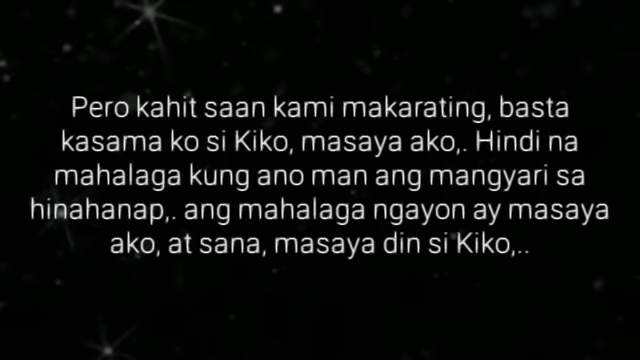 Pero kahit saan kami makarating, basta
kasama ko si Kiko, masaya ako,. Hindi na
mahalaga kung ano man ang mangyari sa
hinahanap,. ang mahalaga ngayon ay masaya
ako, at sana, masaya din si Kiko,..